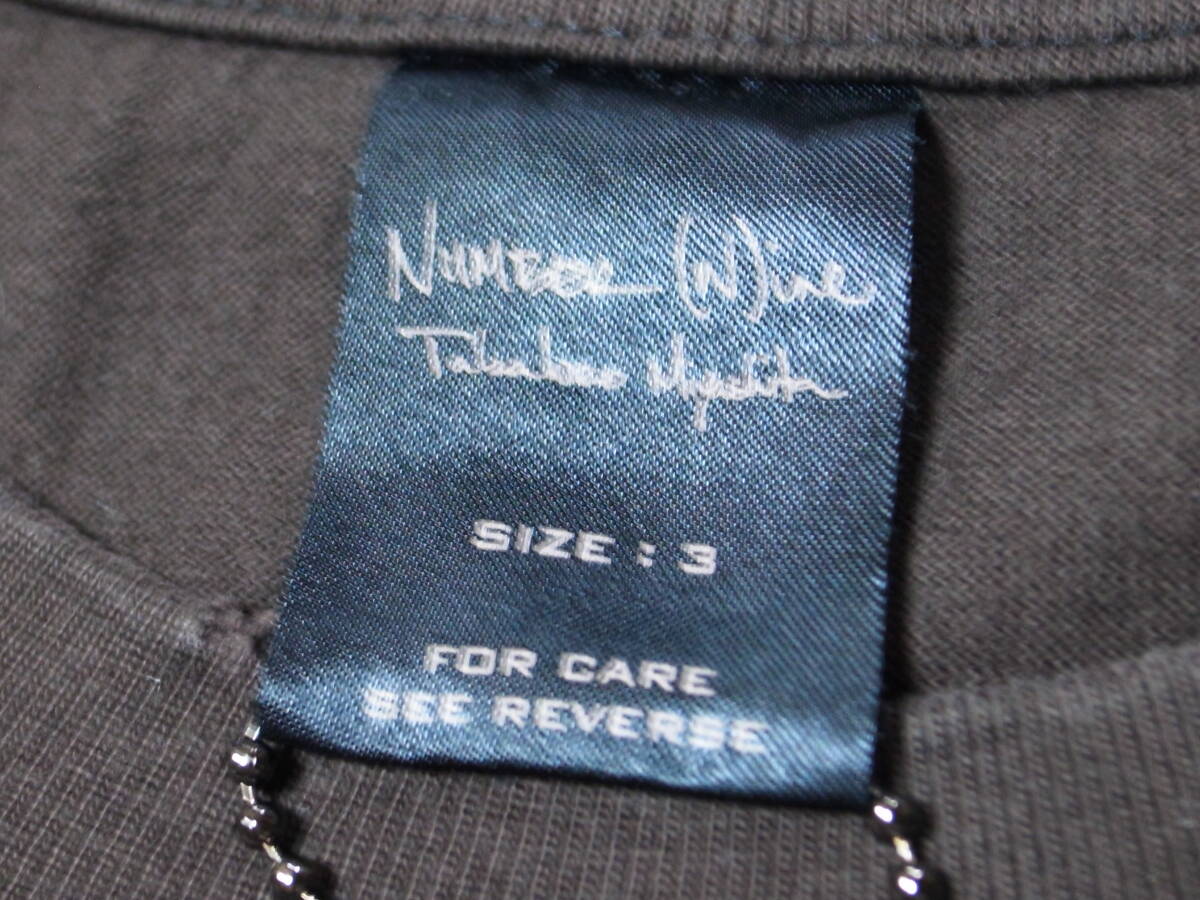 NUMBER (N)ine
Takahiro Miyashita
SIZE : 3
FOR CARE
SEE REVERSE